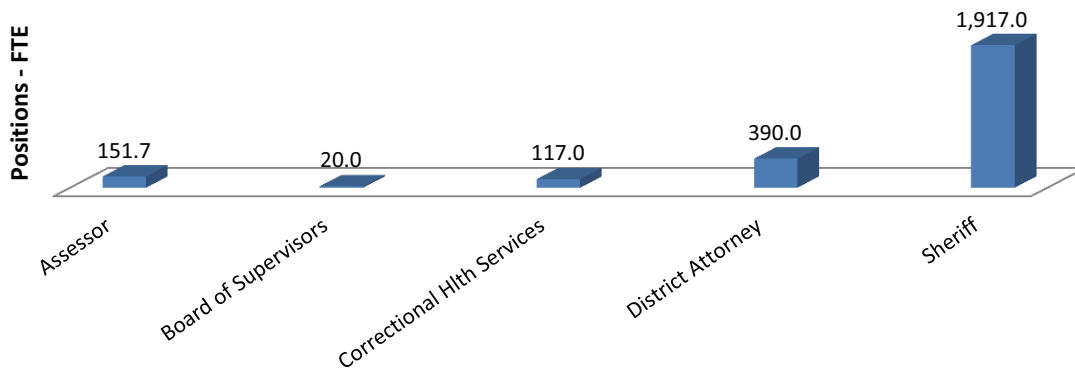 Positions - FTE
151.7
20.0
117.0
390.0
1,917.0
Assessor
Board of Supervisors
Correctional Hlth Services
District Attorney
Sheriff